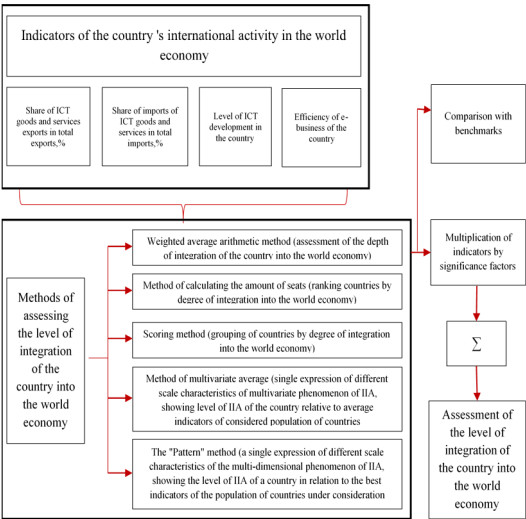 Indicators of the country 's international activity in the world
economy
Share of ICT
goods and services
exports in total
exports,%
Share of imports of
ICT goods and
services in total
imports,%
Level of ICT
development in
the country
Efficiency of e-
business of the
country
Comparison with
benchmarks
Methods of
assessing
the level of
integration
of the
country into
the world
economy
Weighted average arithmetic method (assessment of the depth
of integration of the country into the world economy)
Method of calculating the amount of seats (ranking countries by
degree of integration into the world economy)
Scoring method (grouping of countries by degree of integration
into the world economy)
Method of multivariate average (single expression of different
scale characteristics of multivariate phenomenon of IIA,
showing level of IIA of the country relative to average
indicators of considered population of countries
The "Pattern" method (a single expression of different scale
characteristics of the multi-dimensional phenomenon of IIA,
showing the level of IIA of a country in relation to the best
indicators of the population of countries under consideration
Multiplication of
indicators by
significance factors
∑
Assessment of
the level of
integration of
the country into
the world
economy